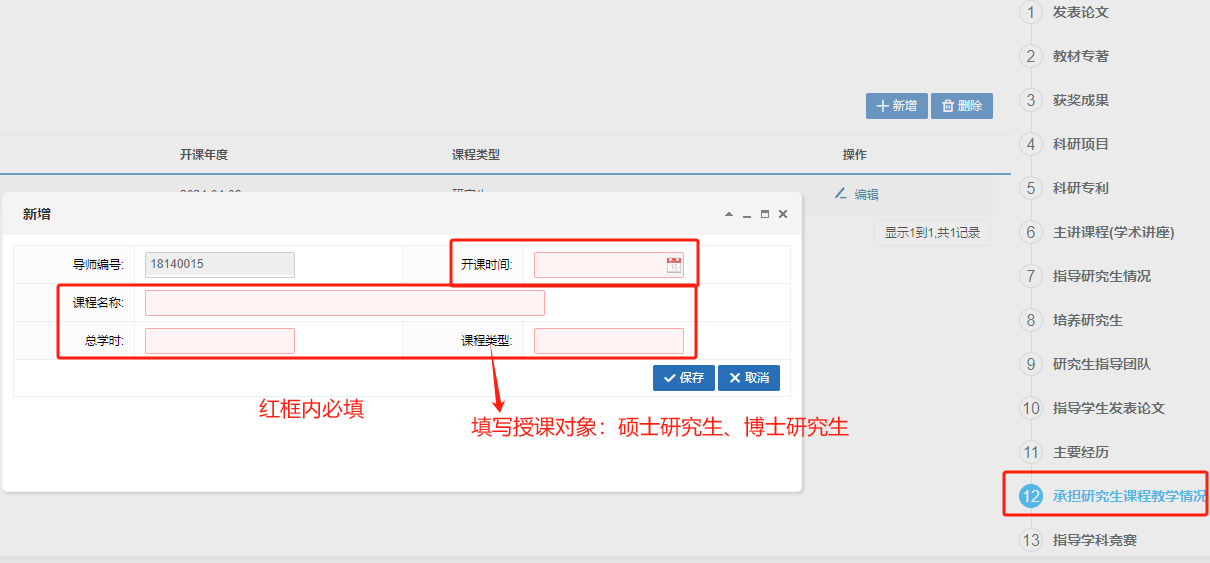 1 发表论文
2 教材专著
3 获奖成果
4 科研项目
5 科研专利
6 主讲课程(学术讲座)
7 指导研究生情况
8 培养研究生
9 研究生指导团队
10 指导学生发表论文
11 主要经历
12 承担研究生课程教学情况
13 指导学科竞赛
新增 删除
开课年度 课程类型 操作
编辑
显示1到1,共1记录
新增
导师编号: 18140015 开课时间:
课程名称:
总学时: 课程类型:
保存 取消
红框内必填
填写授课对象：硕士研究生、博士研究生